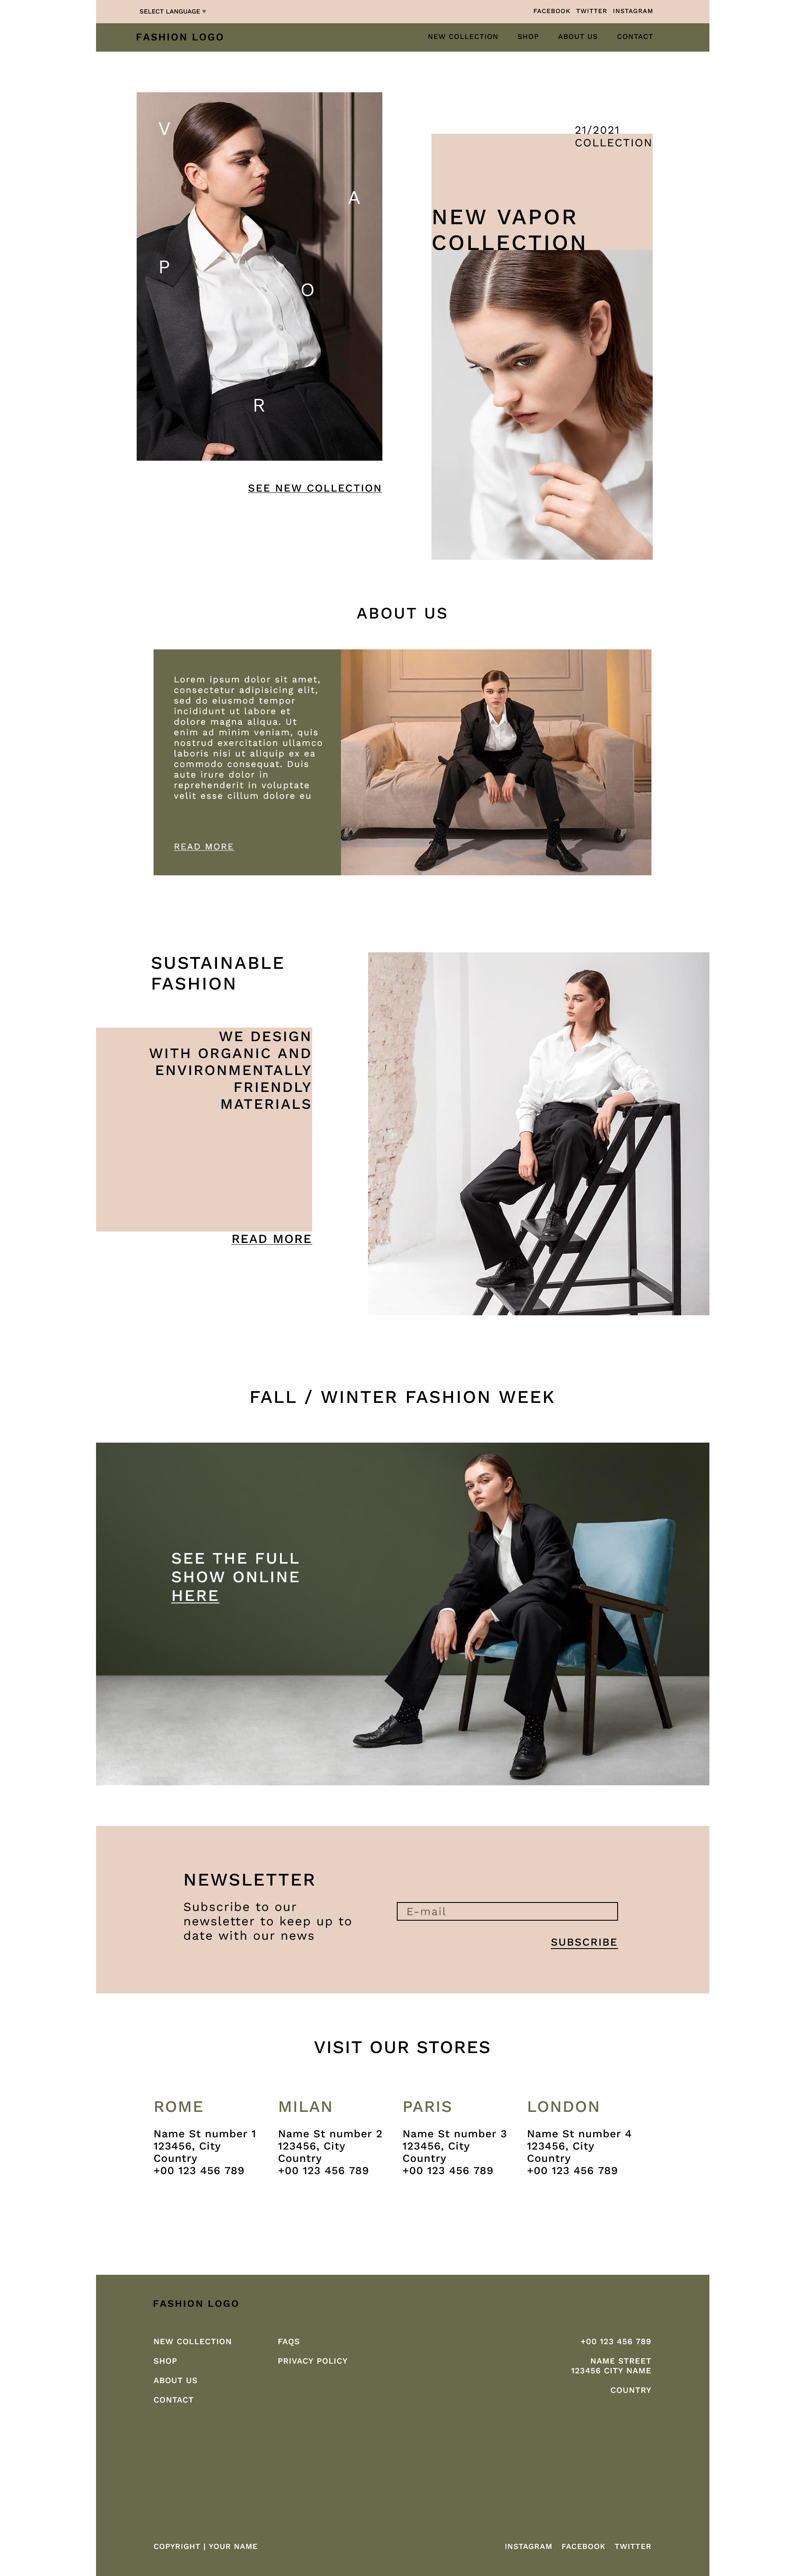 SELECT LANGUAGE ▾
FACEBOOK TWITTER INSTAGRAM
FASHION LOGO
NEW COLLECTION SHOP ABOUT US CONTACT
V
A
P
O
R
SEE NEW COLLECTION
21/2021
COLLECTION
NEW VAPOR
COLLECTION
ABOUT US
Lorem ipsum dolor sit amet,
consectetur adipisicing elit,
sed do eiusmod tempor
incididunt ut labore et
dolore magna aliqua. Ut
enim ad minim veniam, quis
nostrud exercitation ullamco
laboris nisi ut aliquip ex ea
commodo consequat. Duis
aute irure dolor in
reprehenderit in voluptate
velit esse cillum dolore eu
READ MORE
SUSTAINABLE
FASHION
WE DESIGN
WITH ORGANIC AND
ENVIRONMENTALLY
FRIENDLY
MATERIALS
READ MORE
FALL / WINTER FASHION WEEK
SEE THE FULL
SHOW ONLINE
HERE
NEWSLETTER
Subscribe to our
newsletter to keep up to
date with our news
E-mail
SUBSCRIBE
VISIT OUR STORES
ROME
Name St number 1
123456, City
Country
+00 123 456 789
MILAN
Name St number 2
123456, City
Country
+00 123 456 789
PARIS
Name St number 3
123456, City
Country
+00 123 456 789
LONDON
Name St number 4
123456, City
Country
+00 123 456 789
FASHION LOGO
NEW COLLECTION
SHOP
ABOUT US
CONTACT
FAQS
PRIVACY POLICY
+00 123 456 789
NAME STREET
123456 CITY NAME
COUNTRY
COPYRIGHT | YOUR NAME
INSTAGRAM FACEBOOK TWITTER